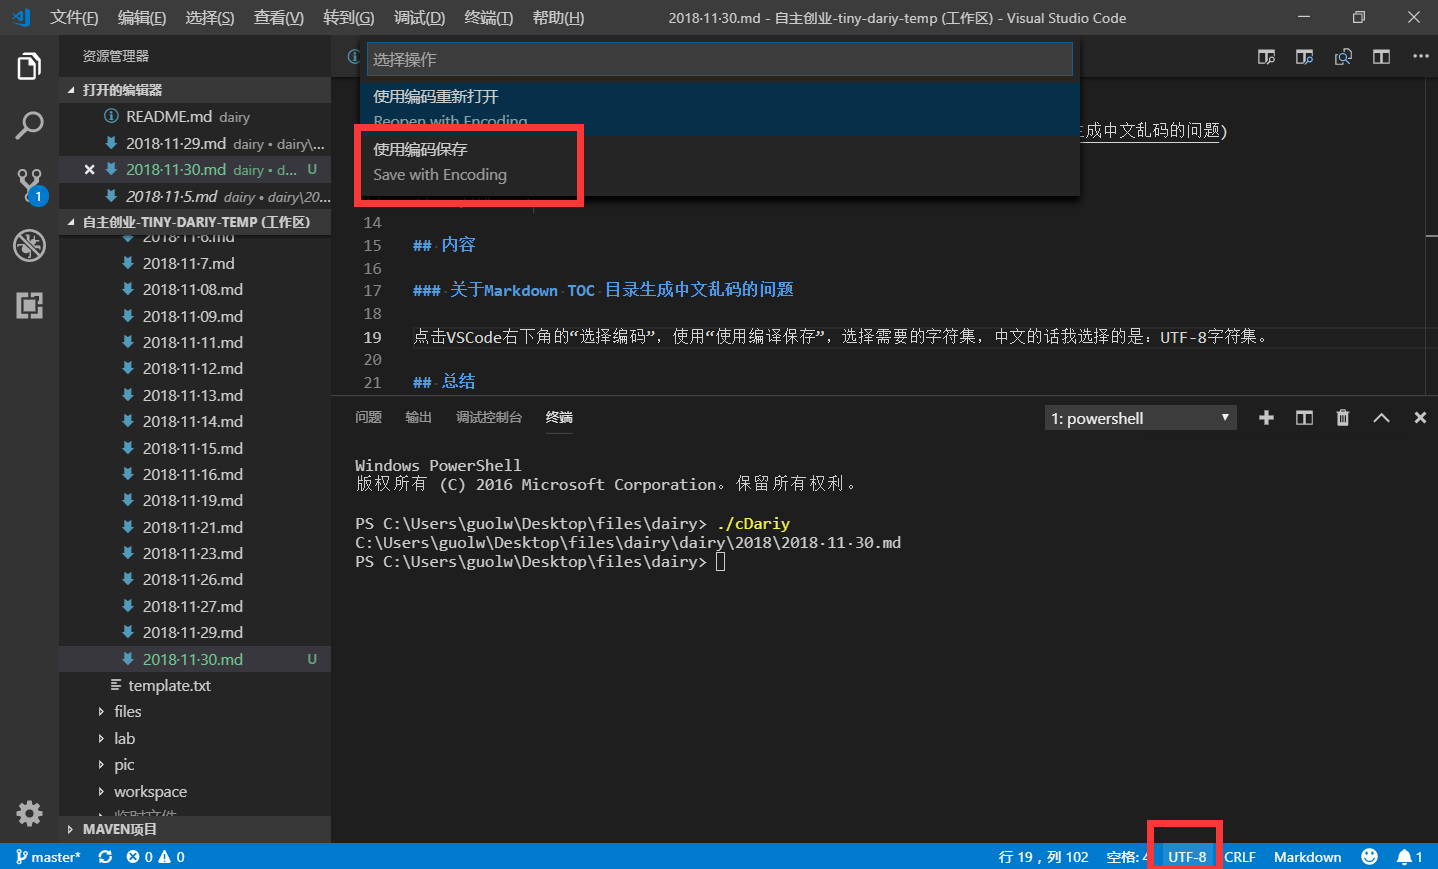 文件(F) 编辑(E) 选择(S) 查看(V) 转到(G) 调试(D) 终端(T) 帮助(H)
2018·11·30.md - 自主创业-tiny-dariy-temp (工作区) - Visual Studio Code
资源管理器
打开的编辑器
README.md dairy
2018·11·29.md dairy • dairy\...
2018·11·30.md dairy • d... U
2018·11·5.md dairy • dairy\20...
自主创业-TINY-DARIY-TEMP (工作区)
2018·11·6.md
2018·11·7.md
2018·11·08.md
2018·11·09.md
2018·11·11.md
2018·11·12.md
2018·11·13.md
2018·11·14.md
2018·11·15.md
2018·11·16.md
2018·11·19.md
2018·11·21.md
2018·11·23.md
2018·11·26.md
2018·11·27.md
2018·11·29.md
2018·11·30.md U
template.txt
files
lab
pic
workspace
临时文件
MAVEN项目
1
选择操作
使用编码重新打开
Reopen with Encoding
使用编码保存
Save with Encoding
生成中文乱码的问题)
14
15 ## 内容
16
17 ### 关于Markdown TOC 目录生成中文乱码的问题
18
19 点击VSCode右下角的“选择编码”，使用“使用编译保存”，选择需要的字符集，中文的话我选择的是：UTF-8字符集。
20
21 ## 总结
问题 输出 调试控制台 终端
1: powershell
Windows PowerShell
版权所有 (C) 2016 Microsoft Corporation。保留所有权利。
PS C:\Users\guolw\Desktop\files\dairy> ./cDariy
C:\Users\guolw\Desktop\files\dairy\dairy\2018\2018·11·30.md
PS C:\Users\guolw\Desktop\files\dairy>
master* 0 0 行 19，列 102 空格: 4 UTF-8 CRLF Markdown 1